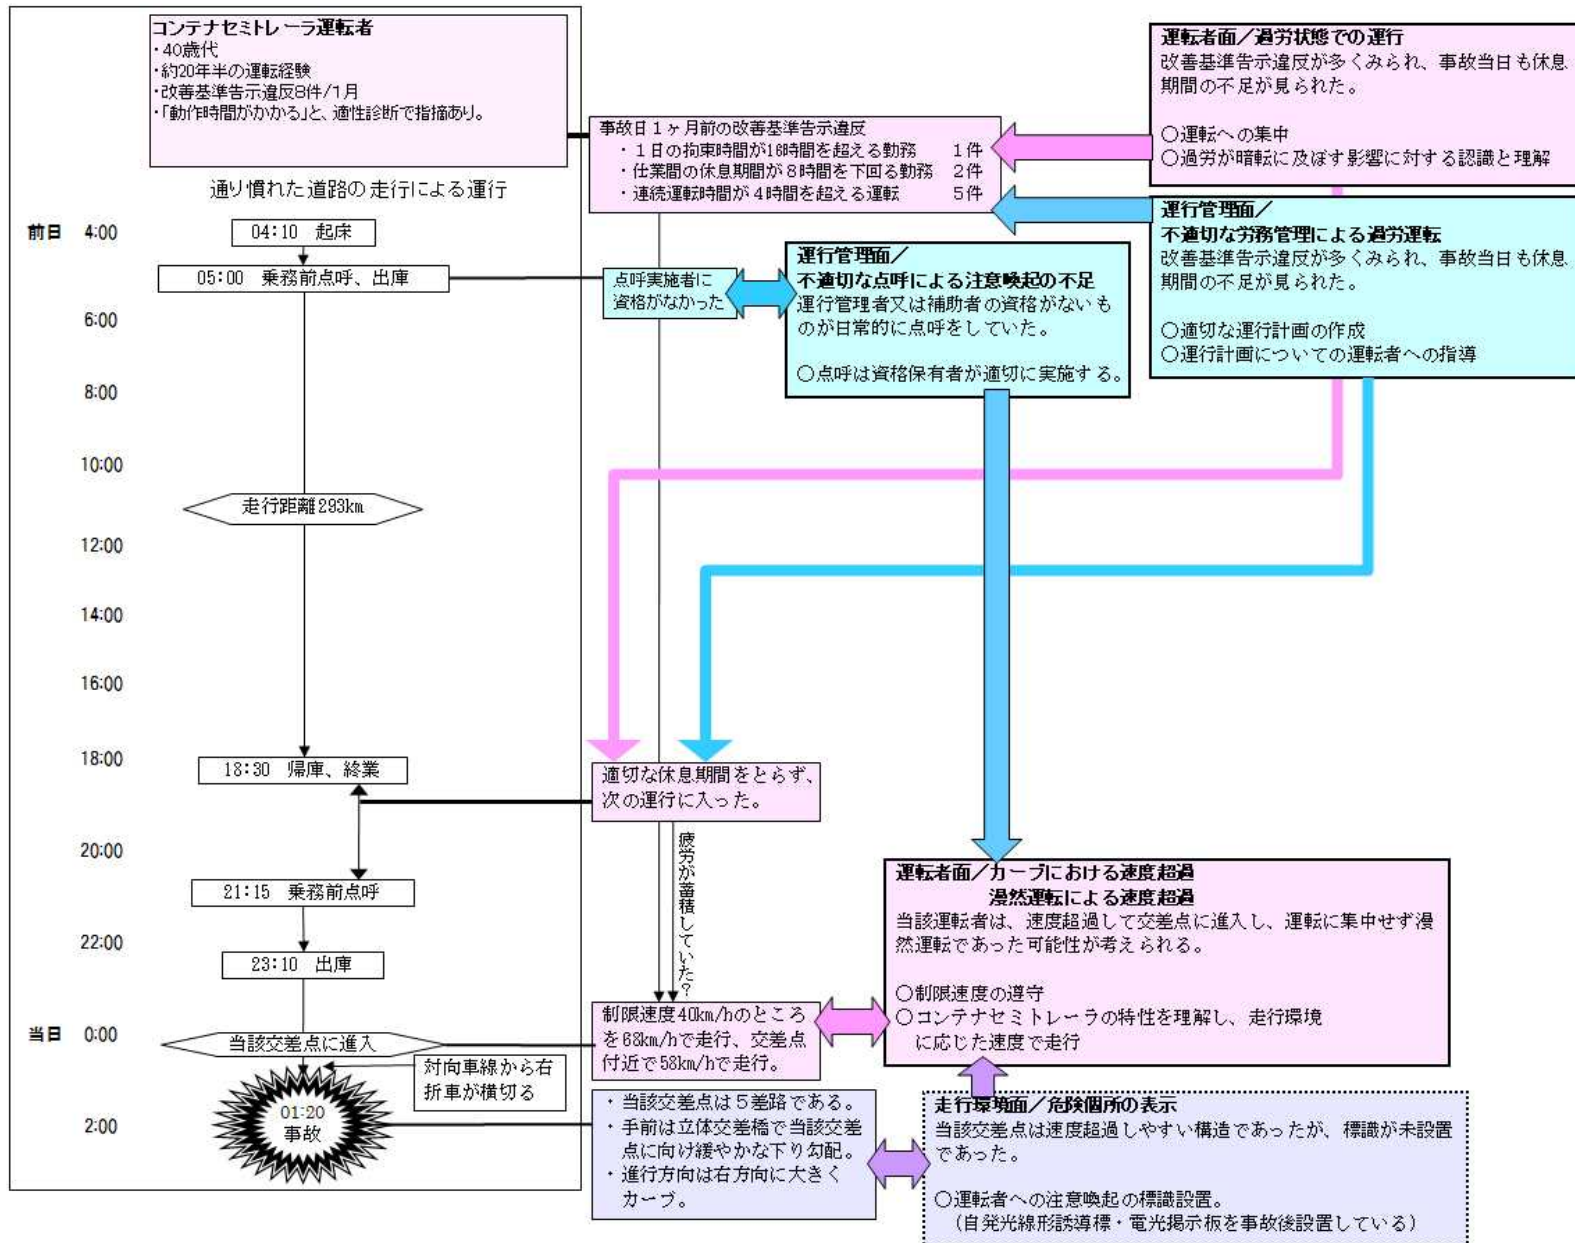 コンテナセミトレーラ運転者
・40歳代
・約20年半の運転経験
・改善基準告示違反8件/1月
・「動作時間がかかる」と、適性診断で指摘あり。
通り慣れた道路の走行による運行
前日 4:00
04:10 起床
05:00 乗務前点呼、出庫
6:00
8:00
10:00
走行距離293km
12:00
14:00
16:00
18:00
18:30 帰庫、終業
20:00
21:15 乗務前点呼
22:00
23:10 出庫
当日 0:00
当該交差点に進入
対向車線から右
折車が横切る
01:20
事故
2:00
事故日1ヶ月前の改善基準告示違反
・1日の拘束時間が16時間を超える勤務 1件
・仕業間の休息期間が8時間を下回る勤務 2件
・連続運転時間が4時間を超える運転 5件
点呼実施者に
資格がなかった
運行管理面/
不適切な点呼による注意喚起の不足
運行管理者又は補助者の資格がないも
のが日常的に点呼をしていた。
○点呼は資格保有者が適切に実施する。
運転者面/過労状態での運行
改善基準告示違反が多くみられ、事故当日も休息
期間の不足が見られた。
○運転への集中
○過労が暗転に及ぼす影響に対する認識と理解
運行管理面/
不適切な労務管理による過労運転
改善基準告示違反が多くみられ、事故当日も休息
期間の不足が見られた。
○適切な運行計画の作成
○運行計画についての運転者への指導
適切な休息期間をとらず、
次の運行に入った。
疲労が蓄積していた?
制限速度40km/hのところ
を68km/hで走行、交差点
付近で58km/hで走行。
運転者面/カーブにおける速度超過
漫然運転による速度超過
当該運転者は、速度超過して交差点に進入し、運転に集中せず漫
然運転であった可能性が考えられる。
○制限速度の遵守
○コンテナセミトレーラの特性を理解し、走行環境
に応じた速度で走行
・当該交差点は5差路である。
・手前は立体交差橋で当該交差
点に向け緩やかな下り勾配。
・進行方向は右方向に大きく
カーブ。
走行環境面/危険個所の表示
当該交差点は速度超過しやすい構造であったが、標識が未設置
であった。
○運転者への注意喚起の標識設置。
(自発光線形誘導標・電光掲示板を事故後設置している)